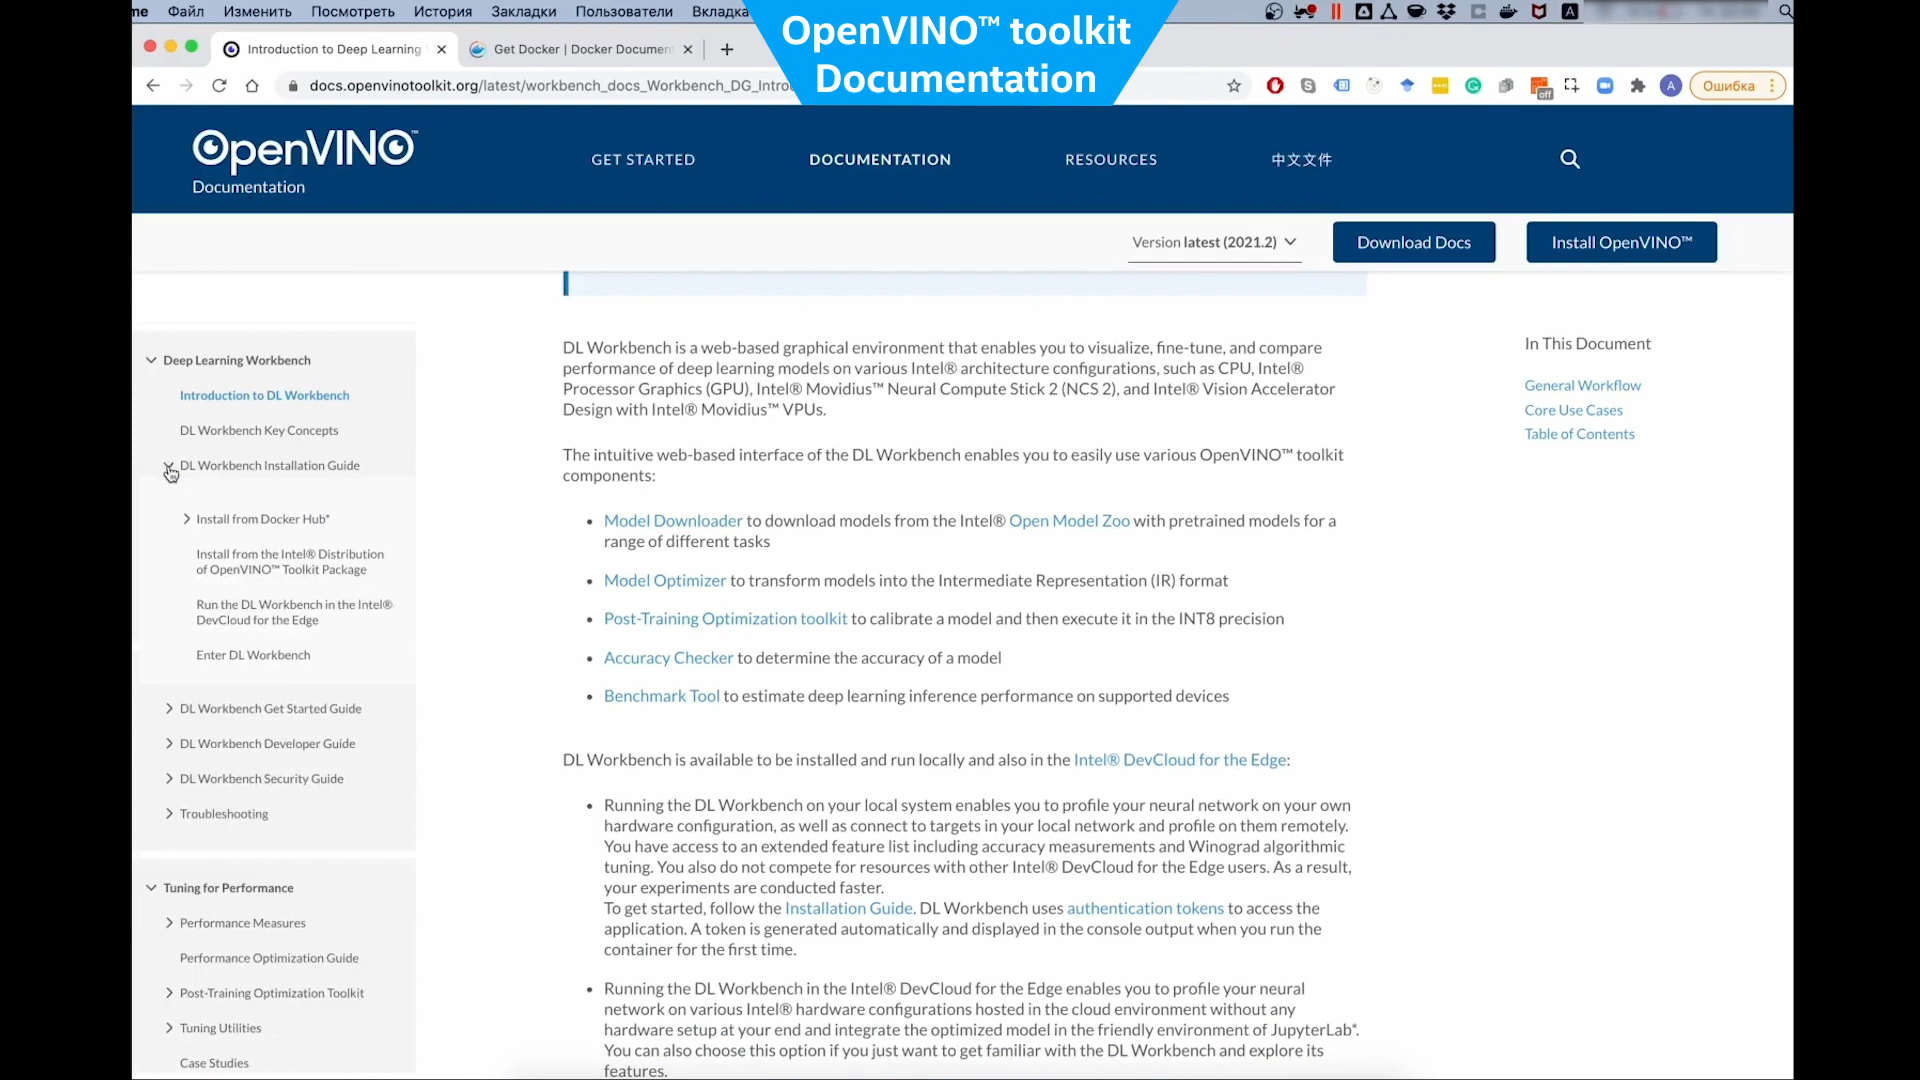 me Файл Изменить Посмотреть История Закладки Пользователи Вкладка
OpenVINO™ toolkit
Documentation
Introduction to Deep Learning
Get Docker | Docker Documen
docs.openvinotoolkit.org/latest/workbench_docs_Workbench_DG_Intro
off
A
Ошибка
OpenVINO™
Documentation
GET STARTED
DOCUMENTATION
RESOURCES
中文文件
Version latest (2021.2)
Download Docs
Install OpenVINO™
Deep Learning Workbench
Introduction to DL Workbench
DL Workbench Key Concepts
DL Workbench Installation Guide
Install from Docker Hub*
Install from the Intel® Distribution
of OpenVINO™ Toolkit Package
Run the DL Workbench in the Intel®
DevCloud for the Edge
Enter DL Workbench
DL Workbench Get Started Guide
DL Workbench Developer Guide
DL Workbench Security Guide
Troubleshooting
Tuning for Performance
Performance Measures
Performance Optimization Guide
Post-Training Optimization Toolkit
Tuning Utilities
Case Studies
DL Workbench is a web-based graphical environment that enables you to visualize, fine-tune, and compare
performance of deep learning models on various Intel® architecture configurations, such as CPU, Intel®
Processor Graphics (GPU), Intel® Movidius™ Neural Compute Stick 2 (NCS 2), and Intel® Vision Accelerator
Design with Intel® Movidius™ VPUs.
The intuitive web-based interface of the DL Workbench enables you to easily use various OpenVINO™ toolkit
components:
• Model Downloader to download models from the Intel® Open Model Zoo with pretrained models for a
range of different tasks
• Model Optimizer to transform models into the Intermediate Representation (IR) format
• Post-Training Optimization toolkit to calibrate a model and then execute it in the INT8 precision
• Accuracy Checker to determine the accuracy of a model
• Benchmark Tool to estimate deep learning inference performance on supported devices
DL Workbench is available to be installed and run locally and also in the Intel® DevCloud for the Edge:
• Running the DL Workbench on your local system enables you to profile your neural network on your own
hardware configuration, as well as connect to targets in your local network and profile on them remotely.
You have access to an extended feature list including accuracy measurements and Winograd algorithmic
tuning. You also do not compete for resources with other Intel® DevCloud for the Edge users. As a result,
your experiments are conducted faster.
To get started, follow the Installation Guide. DL Workbench uses authentication tokens to access the
application. A token is generated automatically and displayed in the console output when you run the
container for the first time.
• Running the DL Workbench in the Intel® DevCloud for the Edge enables you to profile your neural
network on various Intel® hardware configurations hosted in the cloud environment without any
hardware setup at your end and integrate the optimized model in the friendly environment of JupyterLab*.
You can also choose this option if you just want to get familiar with the DL Workbench and explore its
features.
In This Document
General Workflow
Core Use Cases
Table of Contents